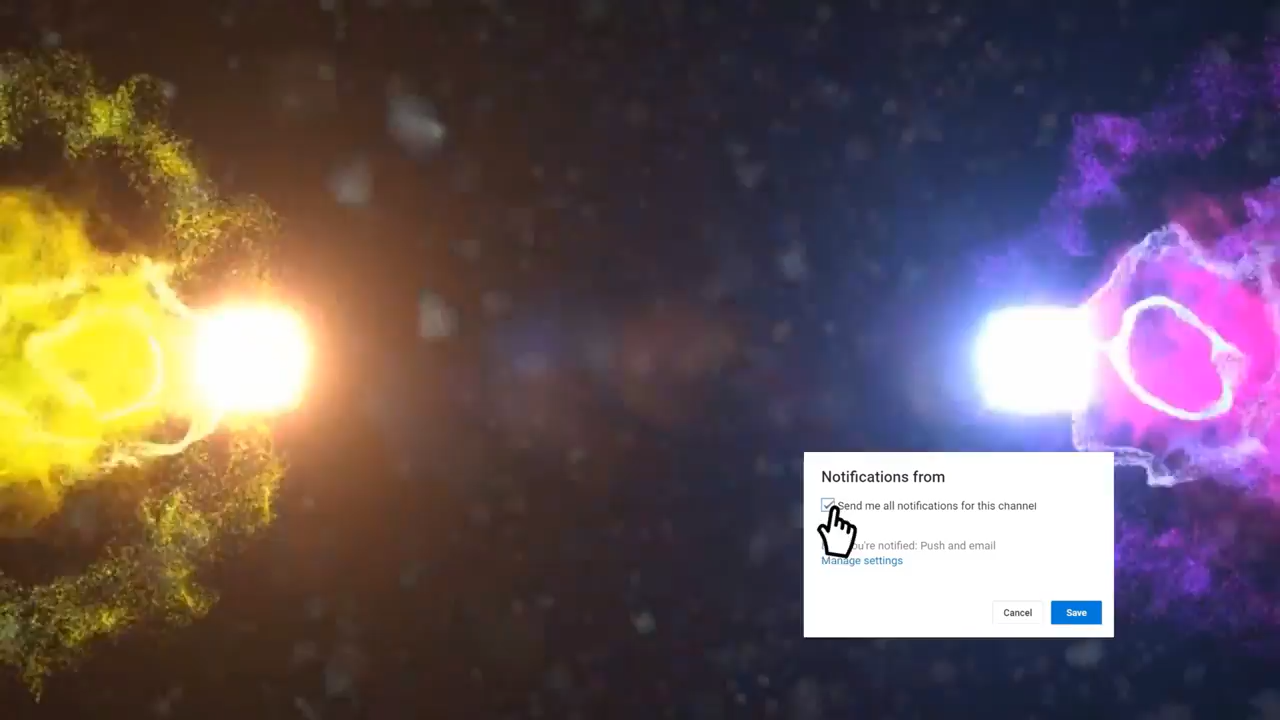 Notifications from
Send me all notifications for this channel
you're notified: Push and email
Manage settings
Cancel
Save